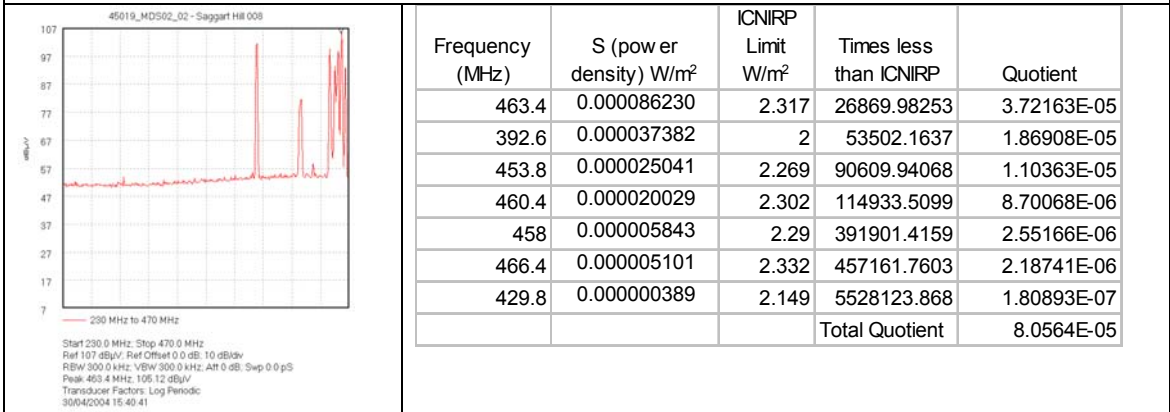 45019_MDS02_02 - Saggart Hill 008
107
97
87
77
67
57
47
37
27
17
7
dBµV
230 MHz to 470 MHz
Start 230.0 MHz; Stop 470.0 MHz
Ref 107 dBµV; Ref Offset 0.0 dB; 10 dB/div
RBW 300.0 kHz; VBW 300.0 kHz; Att 0 dB; Swp 0.0 pS
Peak 463.4 MHz, 105.12 dBµV
Transducer Factors: Log Periodic
30/04/2004 15:40:41
Frequency (MHz) S (power density) W/m² ICNIRP Limit W/m² Times less than ICNIRP Quotient
463.4 0.000086230 2.317 26869.98253 3.72163E-05
392.6 0.000037382 2 53502.1637 1.86908E-05
453.8 0.000025041 2.269 90609.94068 1.10363E-05
460.4 0.000020029 2.302 114933.5099 8.70068E-06
458 0.000005843 2.29 391901.4159 2.55166E-06
466.4 0.000005101 2.332 457161.7603 2.18741E-06
429.8 0.000000389 2.149 5528123.868 1.80893E-07
Total Quotient 8.0564E-05